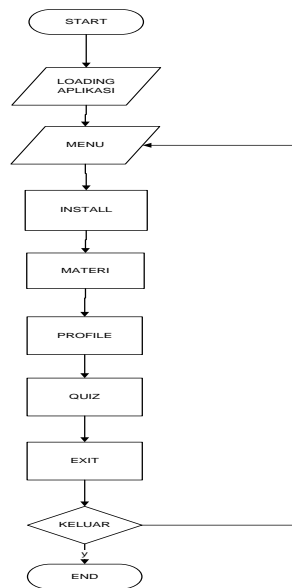 START
LOADING
APLIKASI
MENU
INSTALL
MATERI
PROFILE
QUIZ
EXIT
KELUAR
y
END